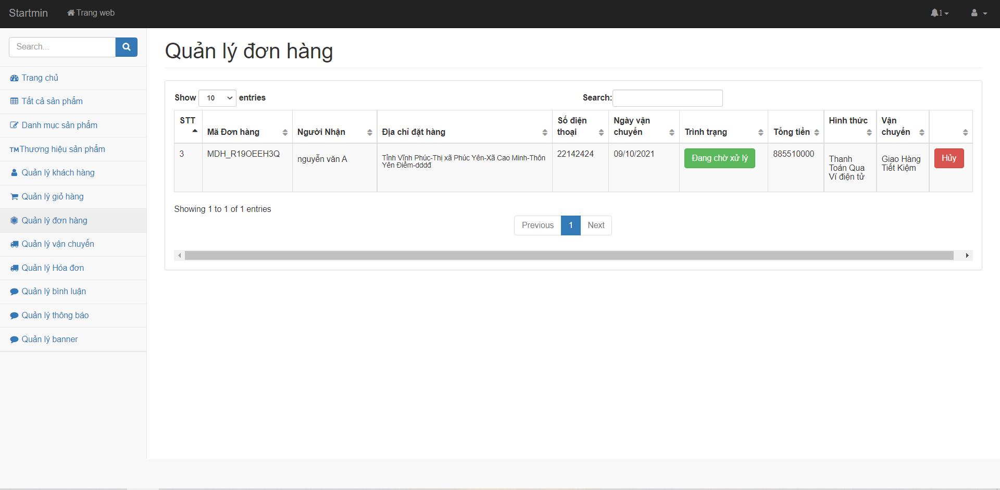 Startmin
Trang web
1
Search...
Trang chủ
Tất cả sản phẩm
Danh mục sản phẩm
TM Thương hiệu sản phẩm
Quản lý khách hàng
Quản lý giỏ hàng
Quản lý đơn hàng
Quản lý vận chuyển
Quản lý Hóa đơn
Quản lý bình luận
Quản lý thông báo
Quản lý banner
Quản lý đơn hàng
Show 10 entries
Search:
STT
Mã Đơn hàng
Người Nhận
Địa chỉ đặt hàng
Số điện
thoại
Ngày vận
chuyển
Trình trạng
Tổng tiền
Hình thức
Vận
chuyển
3
MDH_R19OEEH3Q
nguyễn văn A
Tỉnh Vĩnh Phúc-Thị xã Phúc Yên-Xã Cao Minh-Thôn
Yên Điềm-dddđ
22142424
09/10/2021
Đang chờ xử lý
885510000
Thanh
Toán Qua
Ví điện tử
Giao Hàng
Tiết Kiệm
Hủy
Showing 1 to 1 of 1 entries
Previous 1 Next